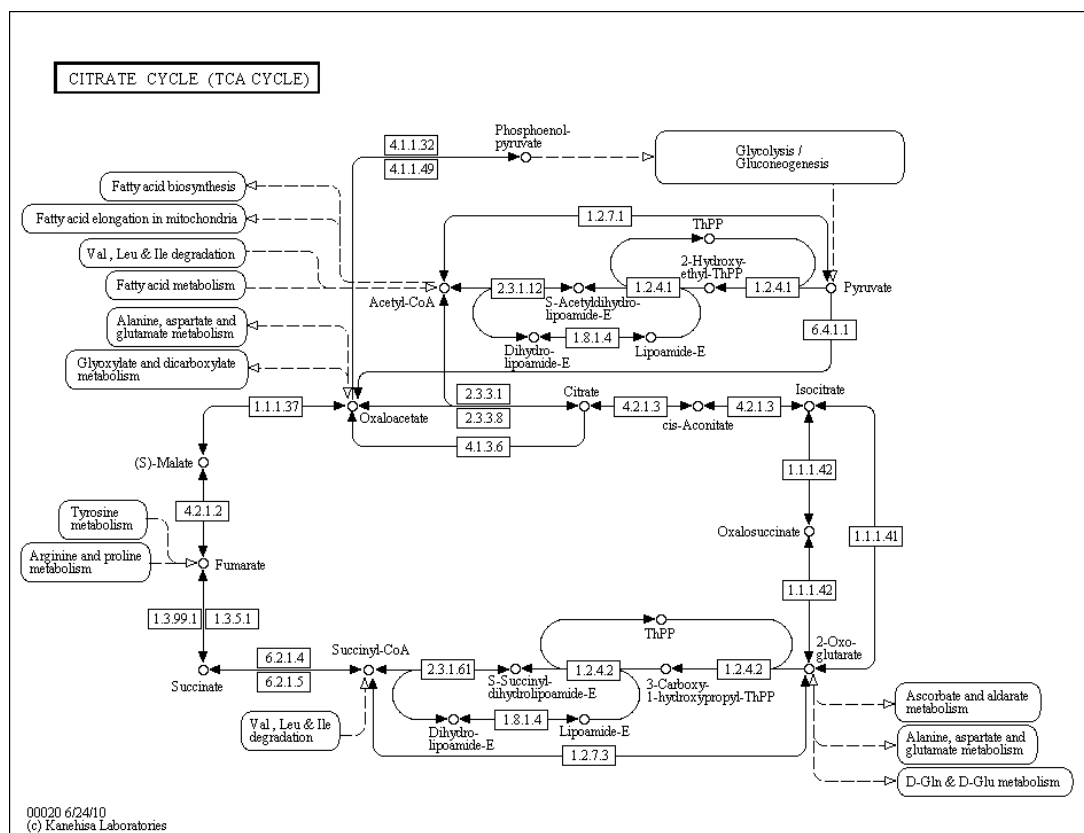 CITRATE CYCLE (TCA CYCLE)
Phosphoenol-
pyruvate
4.1.1.32
4.1.1.49
Glycolysis /
Gluconeogenesis
Fatty acid biosynthesis
Fatty acid elongation in mitochondria
Val, Leu & Ile degradation
Fatty acid metabolism
Alanine, aspartate and
glutamate metabolism
Glyoxylate and dicarboxylate
metabolism
1.2.7.1
ThPP
2-Hydroxy-
ethyl-ThPP
Acetyl-CoA
2.3.1.12
S-Acetyldihydro-
lipoamide-E
1.2.4.1
1.2.4.1
Pyruvate
Dihydro-
lipoamide-E
1.8.1.4
Lipoamide-E
6.4.1.1
1.1.1.37
Oxaloacetate
2.3.3.1
2.3.3.8
4.1.3.6
Citrate
4.2.1.3
cis-Aconitate
4.2.1.3
Isocitrate
(S)-Malate
4.2.1.2
1.1.1.42
Oxalosuccinate
1.1.1.41
1.1.1.42
Tyrosine
metabolism
Arginine and proline
metabolism
Fumarate
1.3.99.1
1.3.5.1
Succinate
6.2.1.4
6.2.1.5
Succinyl-CoA
2.3.1.61
S-Succinyl-
dihydrolipoamide-E
ThPP
1.2.4.2
3-Carboxy-
1-hydroxypropyl-ThPP
1.2.4.2
2-Oxo-
glutarate
Val, Leu & Ile
degradation
Dihydro-
lipoamide-E
1.8.1.4
Lipoamide-E
1.2.7.3
Ascorbate and aldarate
metabolism
Alanine, aspartate and
glutamate metabolism
D-Gln & D-Glu metabolism
00020 6/24/10
(c) Kanehisa Laboratories